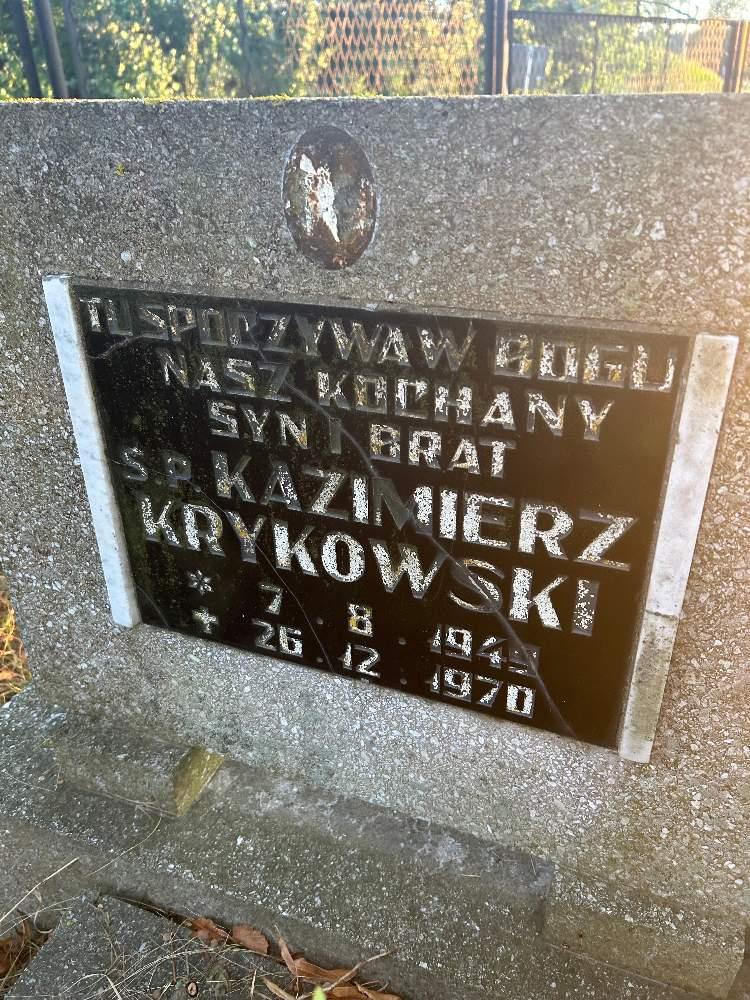 TU SPOCZYWA W BOGU
NASZ KOCHANY
SYN I BRAT
S.P. KAZIMIERZ
KRYKOWSKI
* 7 . 8 . 1949
+ 26 . 12 . 1970